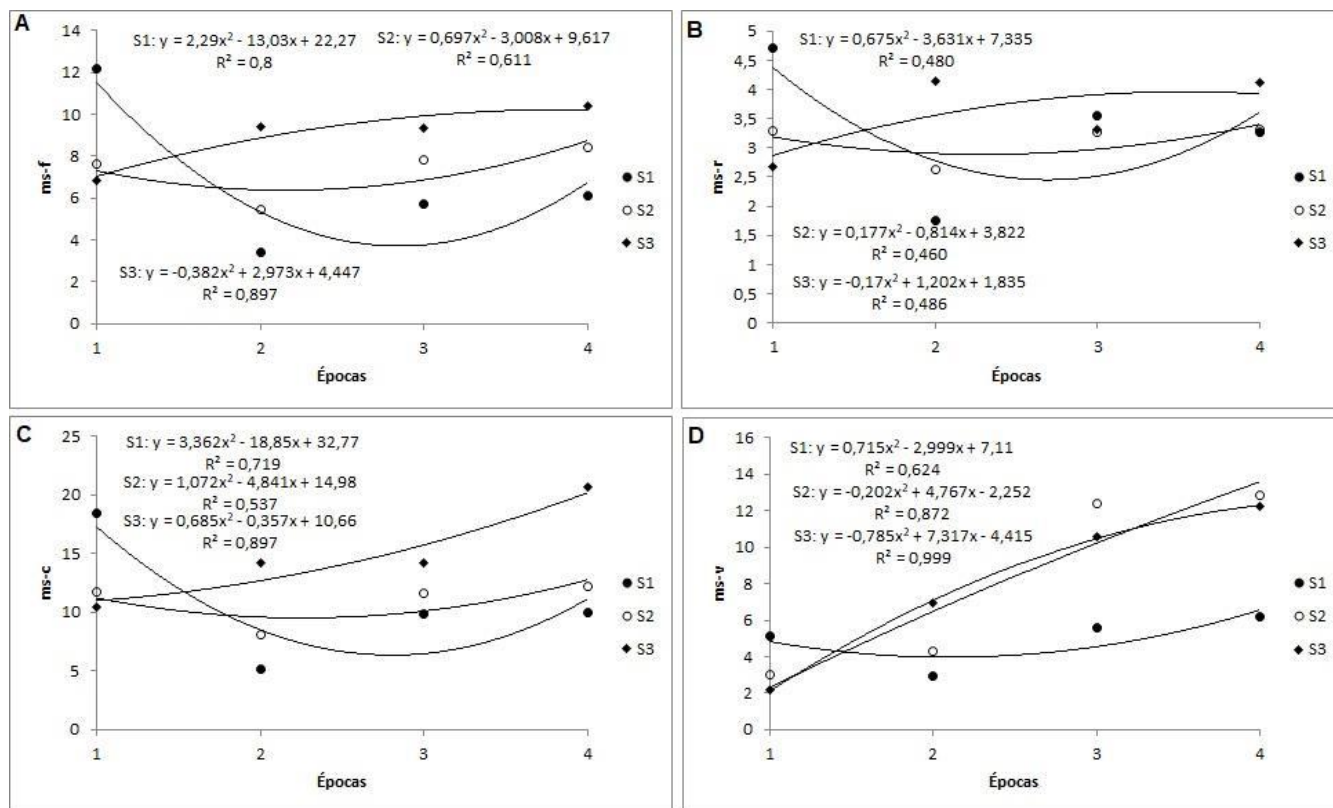 A
S1: y = 2,29x² - 13,03x + 22,27
R² = 0,8
S2: y = 0,697x² - 3,008x + 9,617
R² = 0,611
S3: y = -0,382x² + 2,973x + 4,447
R² = 0,897
14
12
10
8
6
4
2
0
ms-f
1 2 3 4
Épocas
S1
S2
S3
B
S1: y = 0,675x² - 3,631x + 7,335
R² = 0,480
S2: y = 0,177x² - 0,814x + 3,822
R² = 0,460
S3: y = -0,17x² + 1,202x + 1,835
R² = 0,486
5
4,5
4
3,5
3
2,5
2
1,5
1
0,5
0
ms-r
1 2 3 4
Épocas
S1
S2
S3
C
S1: y = 3,362x² - 18,85x + 32,77
R² = 0,719
S2: y = 1,072x² - 4,841x + 14,98
R² = 0,537
S3: y = 0,685x² - 0,357x + 10,66
R² = 0,897
25
20
15
10
5
0
ms-c
1 2 3 4
Épocas
S1
S2
S3
D
S1: y = 0,715x² - 2,999x + 7,11
R² = 0,624
S2: y = -0,202x² + 4,767x - 2,252
R² = 0,872
S3: y = -0,785x² + 7,317x - 4,415
R² = 0,999
16
14
12
10
8
6
4
2
0
ms-v
1 2 3 4
Épocas
S1
S2
S3